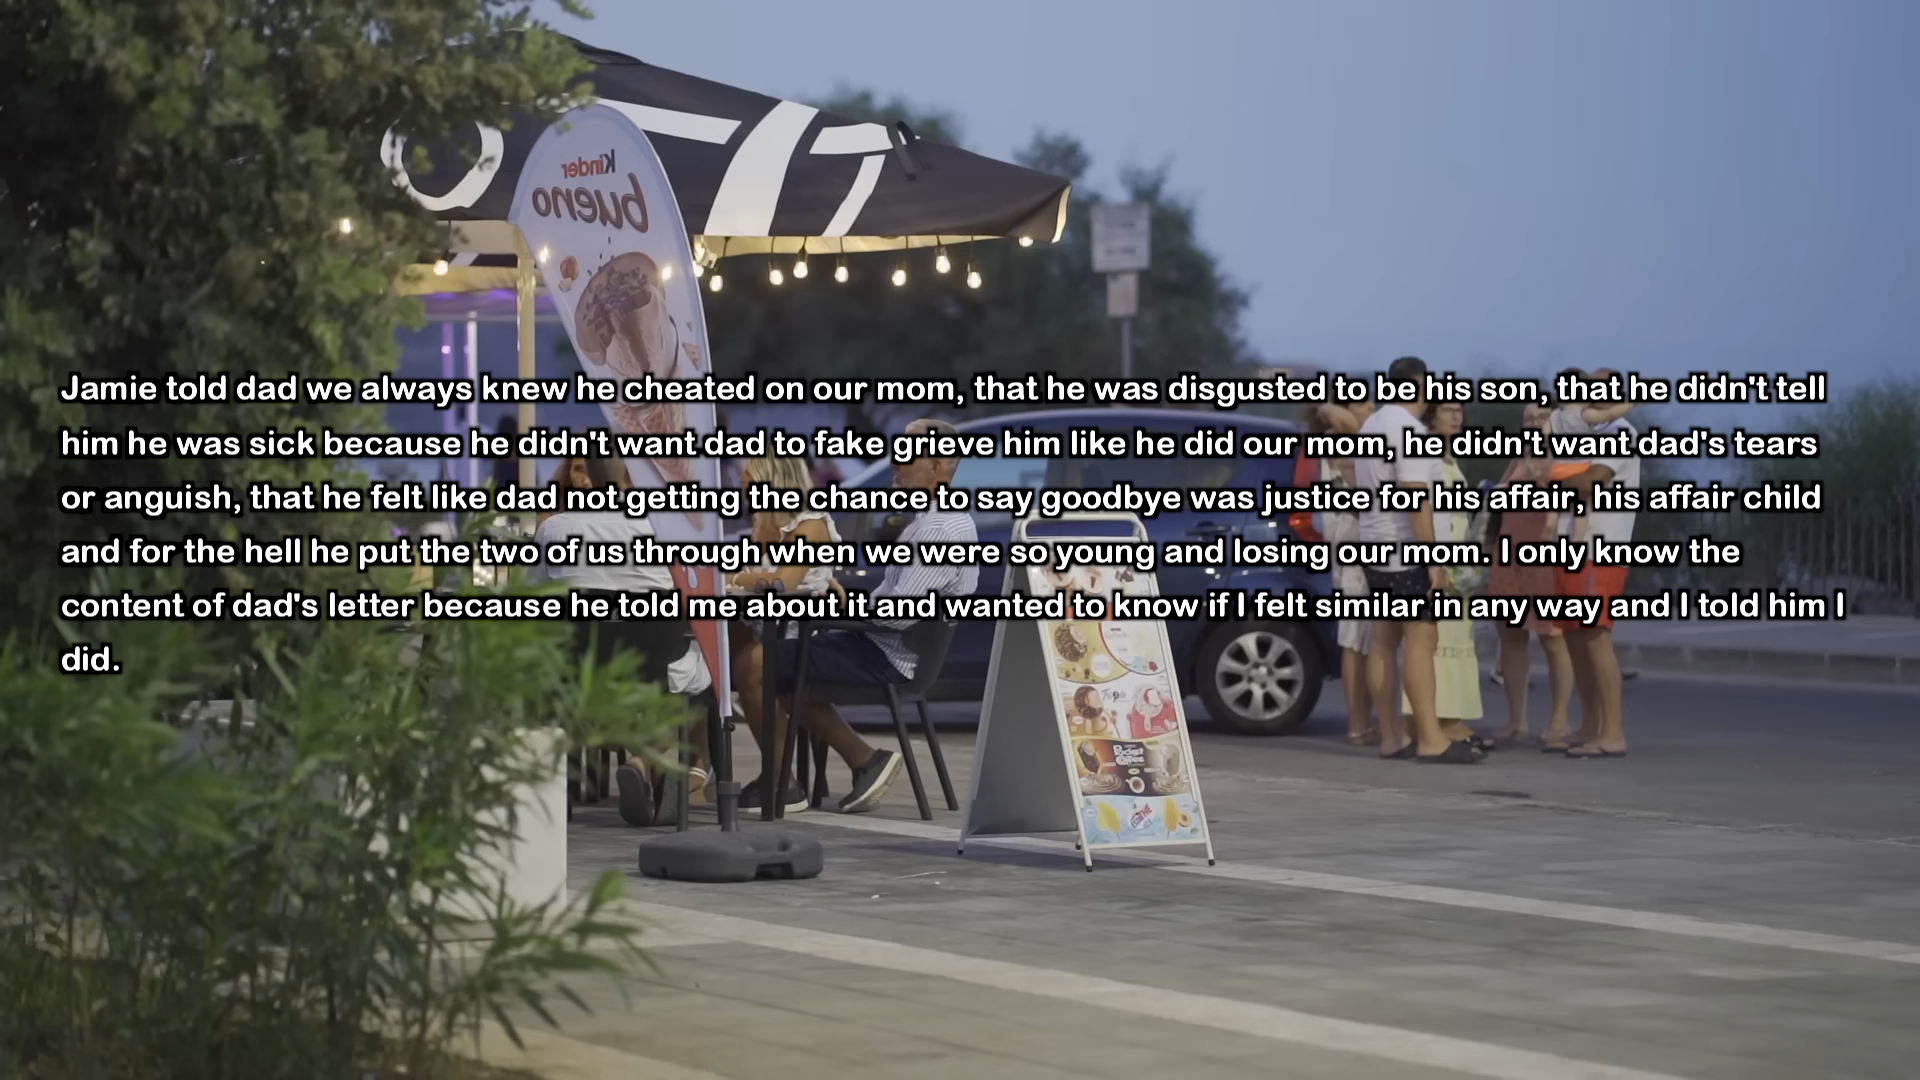 Kinder
bueno
Jamie told dad we always knew he cheated on our mom, that he was disgusted to be his son, that he didn't tell
him he was sick because he didn't want dad to fake grieve him like he did our mom, he didn't want dad's tears
or anguish, that he felt like dad not getting the chance to say goodbye was justice for his affair, his affair child
and for the hell he put the two of us through when we were so young and losing our mom. I only know the
content of dad's letter because he told me about it and wanted to know if I felt similar in any way and I told him I
did.
Pocket
Coffee